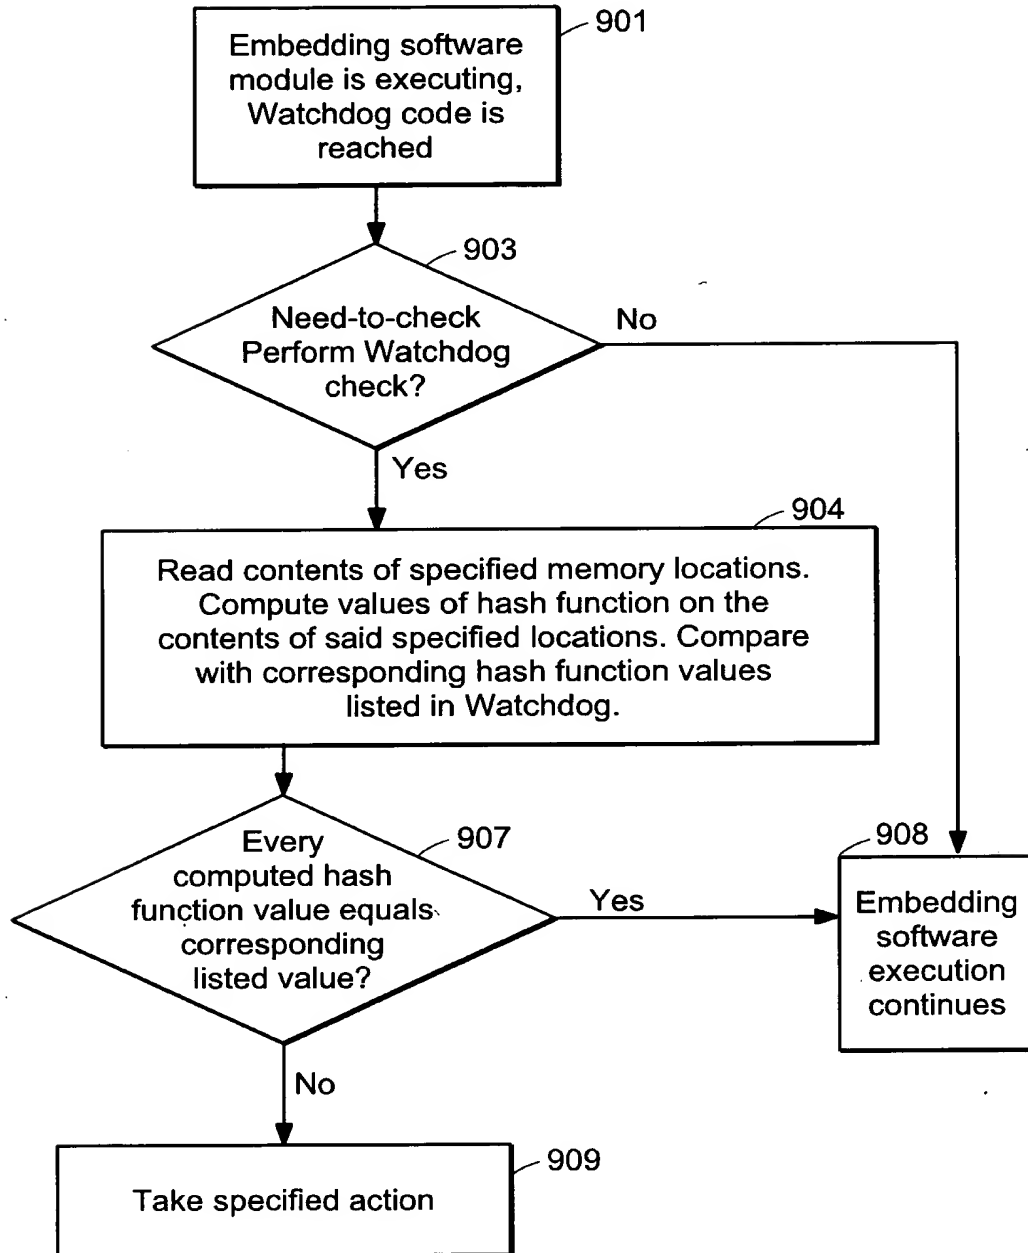 901
Embedding software
module is executing,
Watchdog code is
reached
903
Need-to-check
Perform Watchdog
check?
No
Yes
904
Read contents of specified memory locations.
Compute values of hash function on the
contents of said specified locations. Compare
with corresponding hash function values
listed in Watchdog.
907
Every
computed hash
function value equals
corresponding
listed value?
Yes
908
Embedding
software
execution
continues
No
909
Take specified action